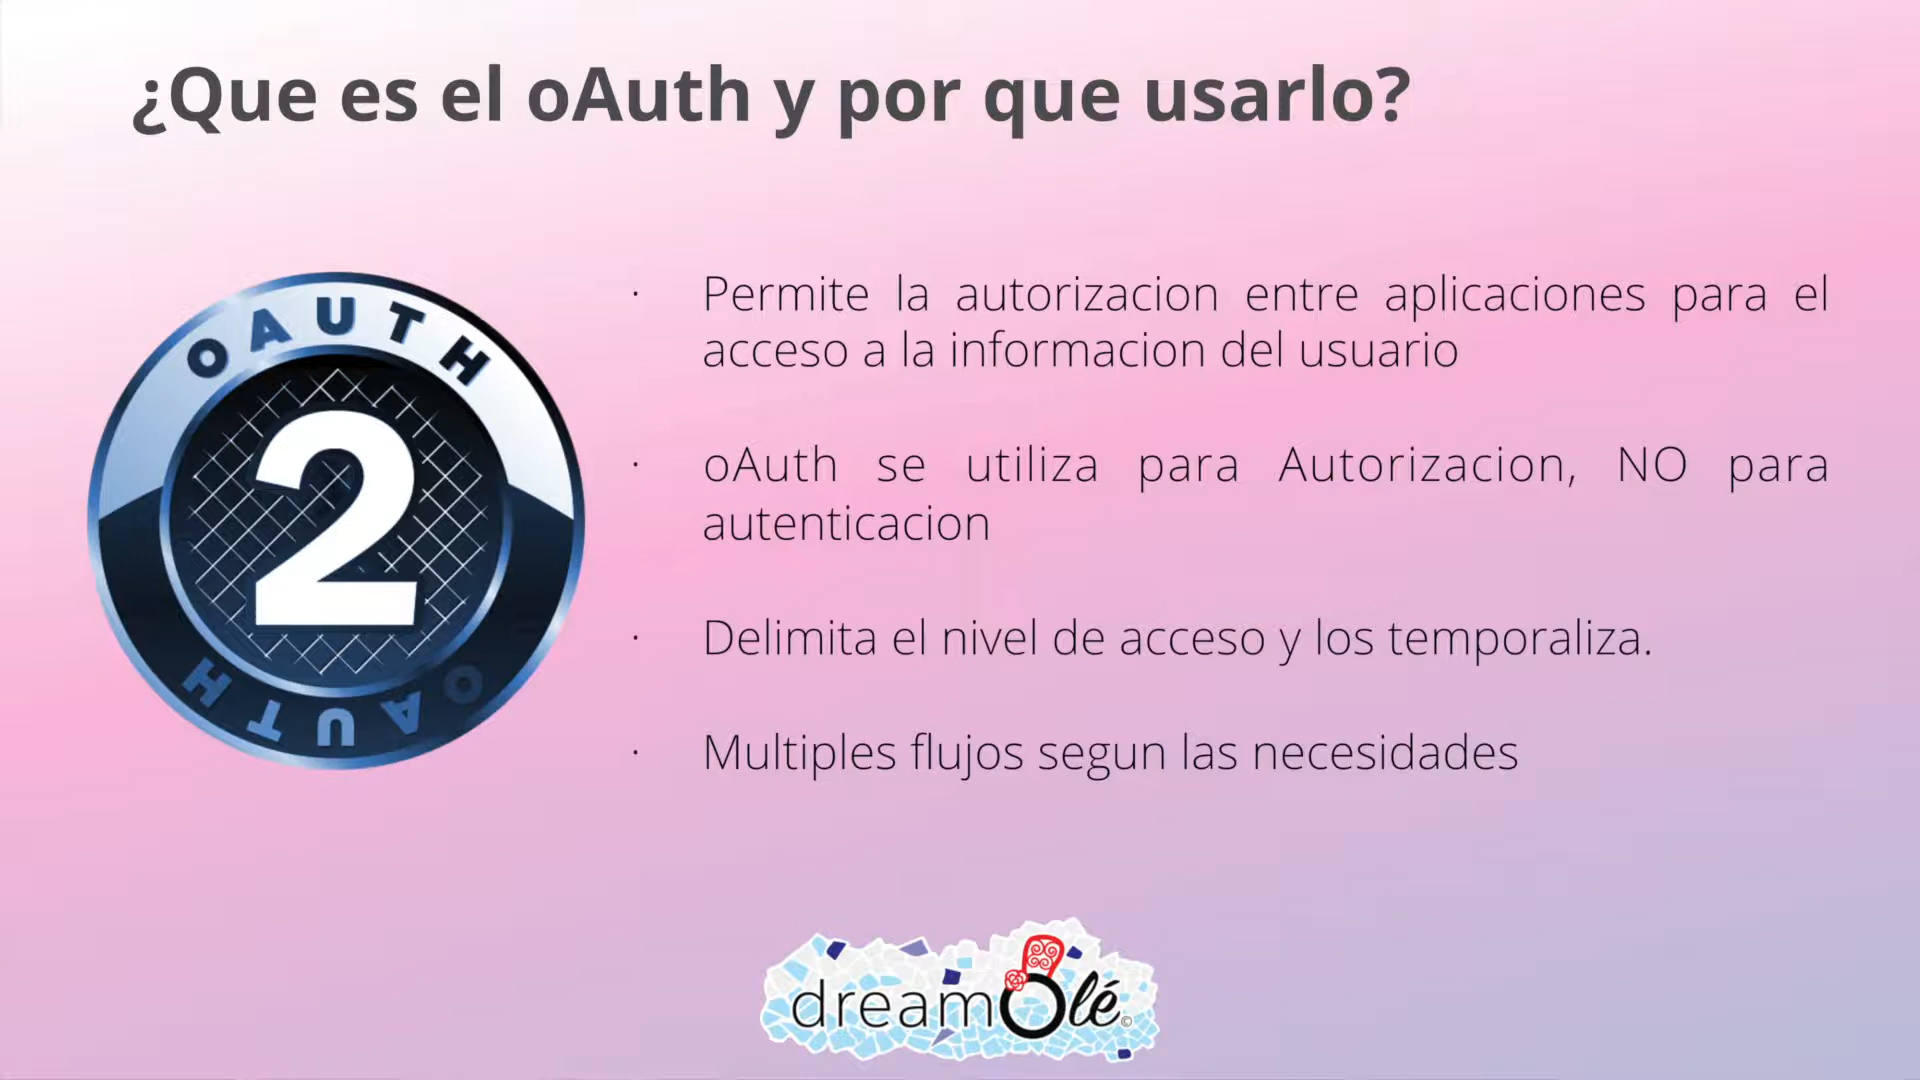 ¿Que es el oAuth y por que usarlo?
OAUTH
2
OAUTH
· Permite la autorizacion entre aplicaciones para el
acceso a la informacion del usuario
· oAuth se utiliza para Autorizacion, NO para
autenticacion
· Delimita el nivel de acceso y los temporaliza.
· Multiples flujos segun las necesidades
dreamOlé©